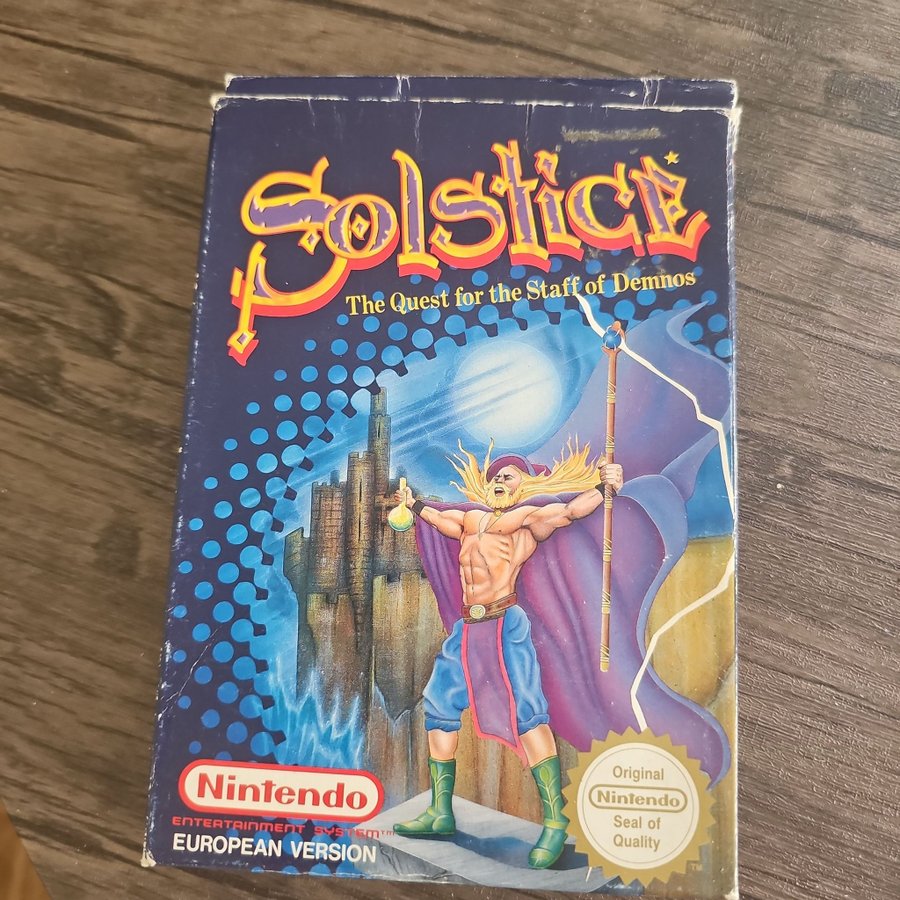 Solstice
The Quest for the Staff of Demnos
Nintendo
ENTERTAINMENT SYSTEM™
EUROPEAN VERSION
Original
Nintendo
Seal of
Quality